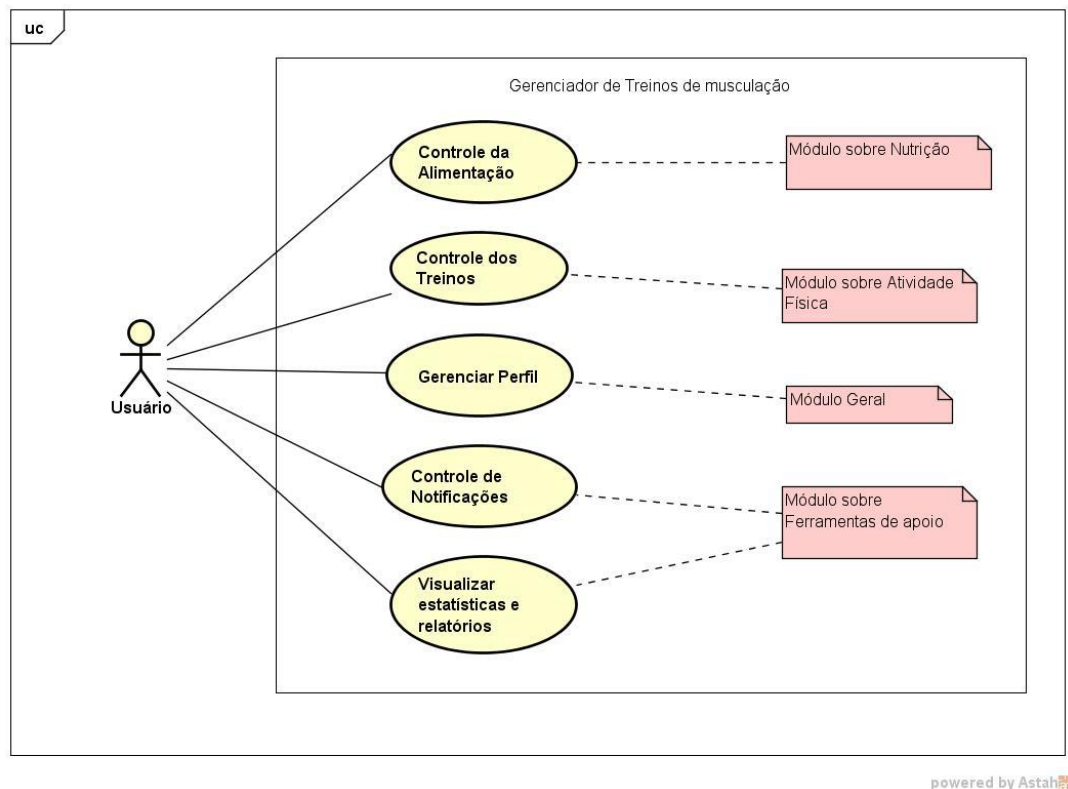 uc
Gerenciador de Treinos de musculação
Controle da
Alimentação
Módulo sobre Nutrição
Controle dos
Treinos
Módulo sobre Atividade
Física
Gerenciar Perfil
Módulo Geral
Usuário
Controle de
Notificações
Módulo sobre
Ferramentas de apoio
Visualizar
estatísticas e
relatórios
powered by Astah